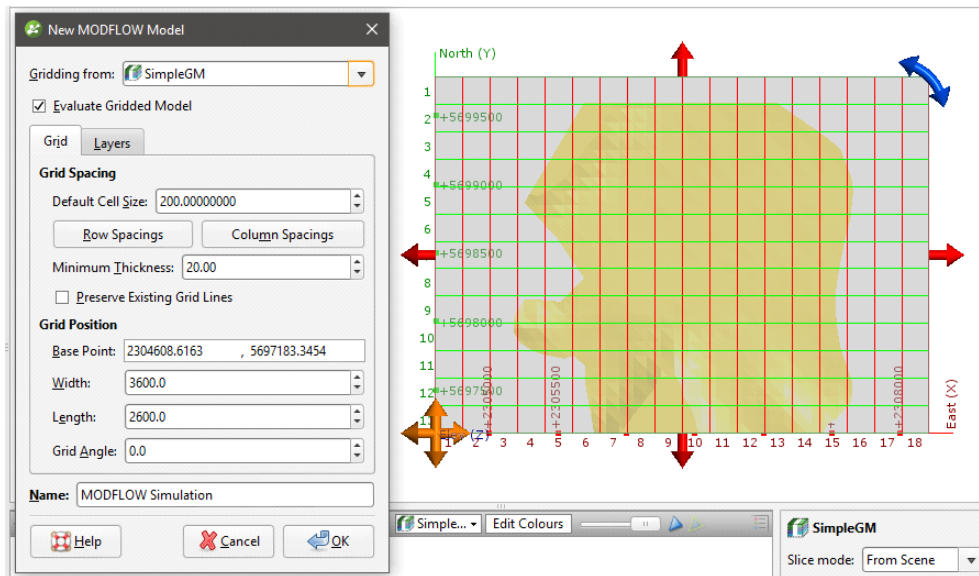 New MODFLOW Model
Gridding from: SimpleGM
Evaluate Gridded Model
Grid Layers
Grid Spacing
Default Cell Size: 200.00000000
Row Spacings Column Spacings
Minimum Thickness: 20.00
Preserve Existing Grid Lines
Grid Position
Base Point: 2304608.6163 , 5697183.3454
Width: 3600.0
Length: 2600.0
Grid Angle: 0.0
Name: MODFLOW Simulation
Help Cancel OK
North (Y)
1
2 +5699500
3
4 +5699000
5
6
+5698500
8
9
+5698000
10
11
12 +5697500
(Z)
1 2 3 4 5 6 7 8 9 10 11 12 13 14 15 16 17 18
+2305000
+2305500
+
+2308000
East (X)
Simple... Edit Colours
SimpleGM
Slice mode: From Scene